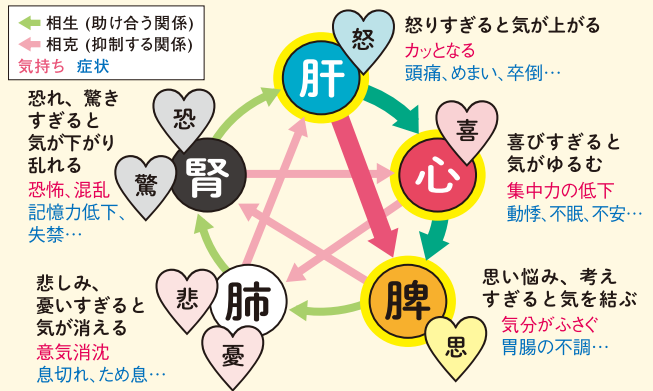 相生 (助け合う関係)
相克 (抑制する関係)
気持ち 症状
怒
肝
怒りすぎると気が上がる
カッとなる
頭痛、めまい、卒倒…
喜
心
喜びすぎると
気がゆるむ
集中力の低下
動悸、不眠、不安…
思い悩み、考え
すぎると気を結ぶ
気分がふさぐ
胃腸の不調…
脾
思
悲しみ、
憂いすぎると
気が消える
意気消沈
息切れ、ため息…
悲
憂
肺
恐れ、驚き
すぎると
気が下がり
乱れる
恐怖、混乱
記憶力低下、
失禁…
恐
驚
腎